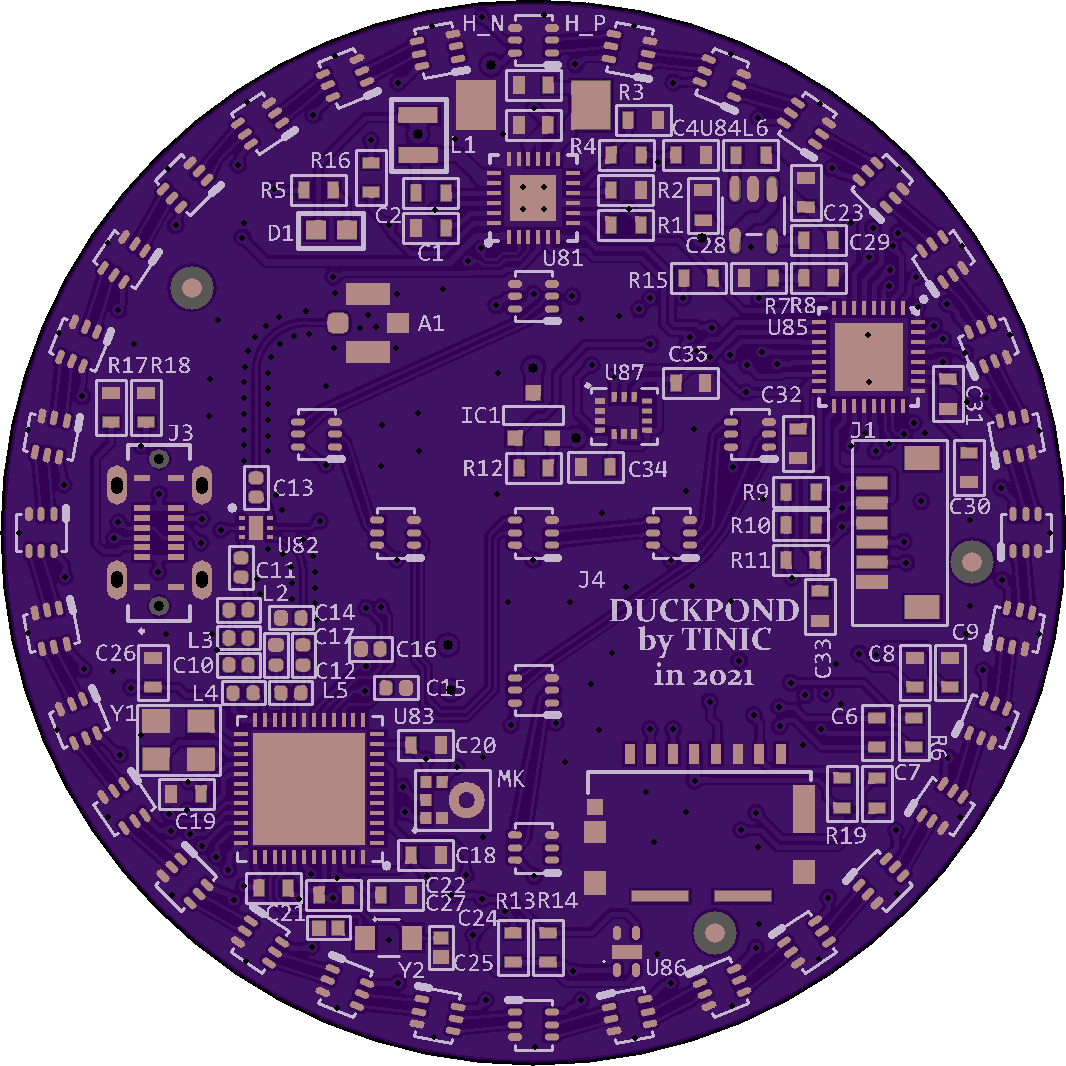 H_N H_P
R3
C4U84L6
L1 R4
R16
R5 R2
C2 C23
D1 R1
C1 C28 C29
U81
R15 R7R8
A1 U85
C35
R17R18 U87
C32 C31
IC1
J3 J1
R12 C34
C13 R9
C30
R10
U82
R11
C11
J4
L2
C14 DUCKPOND
L3 C17 C16 by TINIC
C26 C10 C12 C33 C8 C9
in 2021
L4 L5 C15
Y1 U83 C6
C20 R6
MK C7
C19 R19
C18
C22
C27 R13R14
C21 C24
Y2 C25 U86